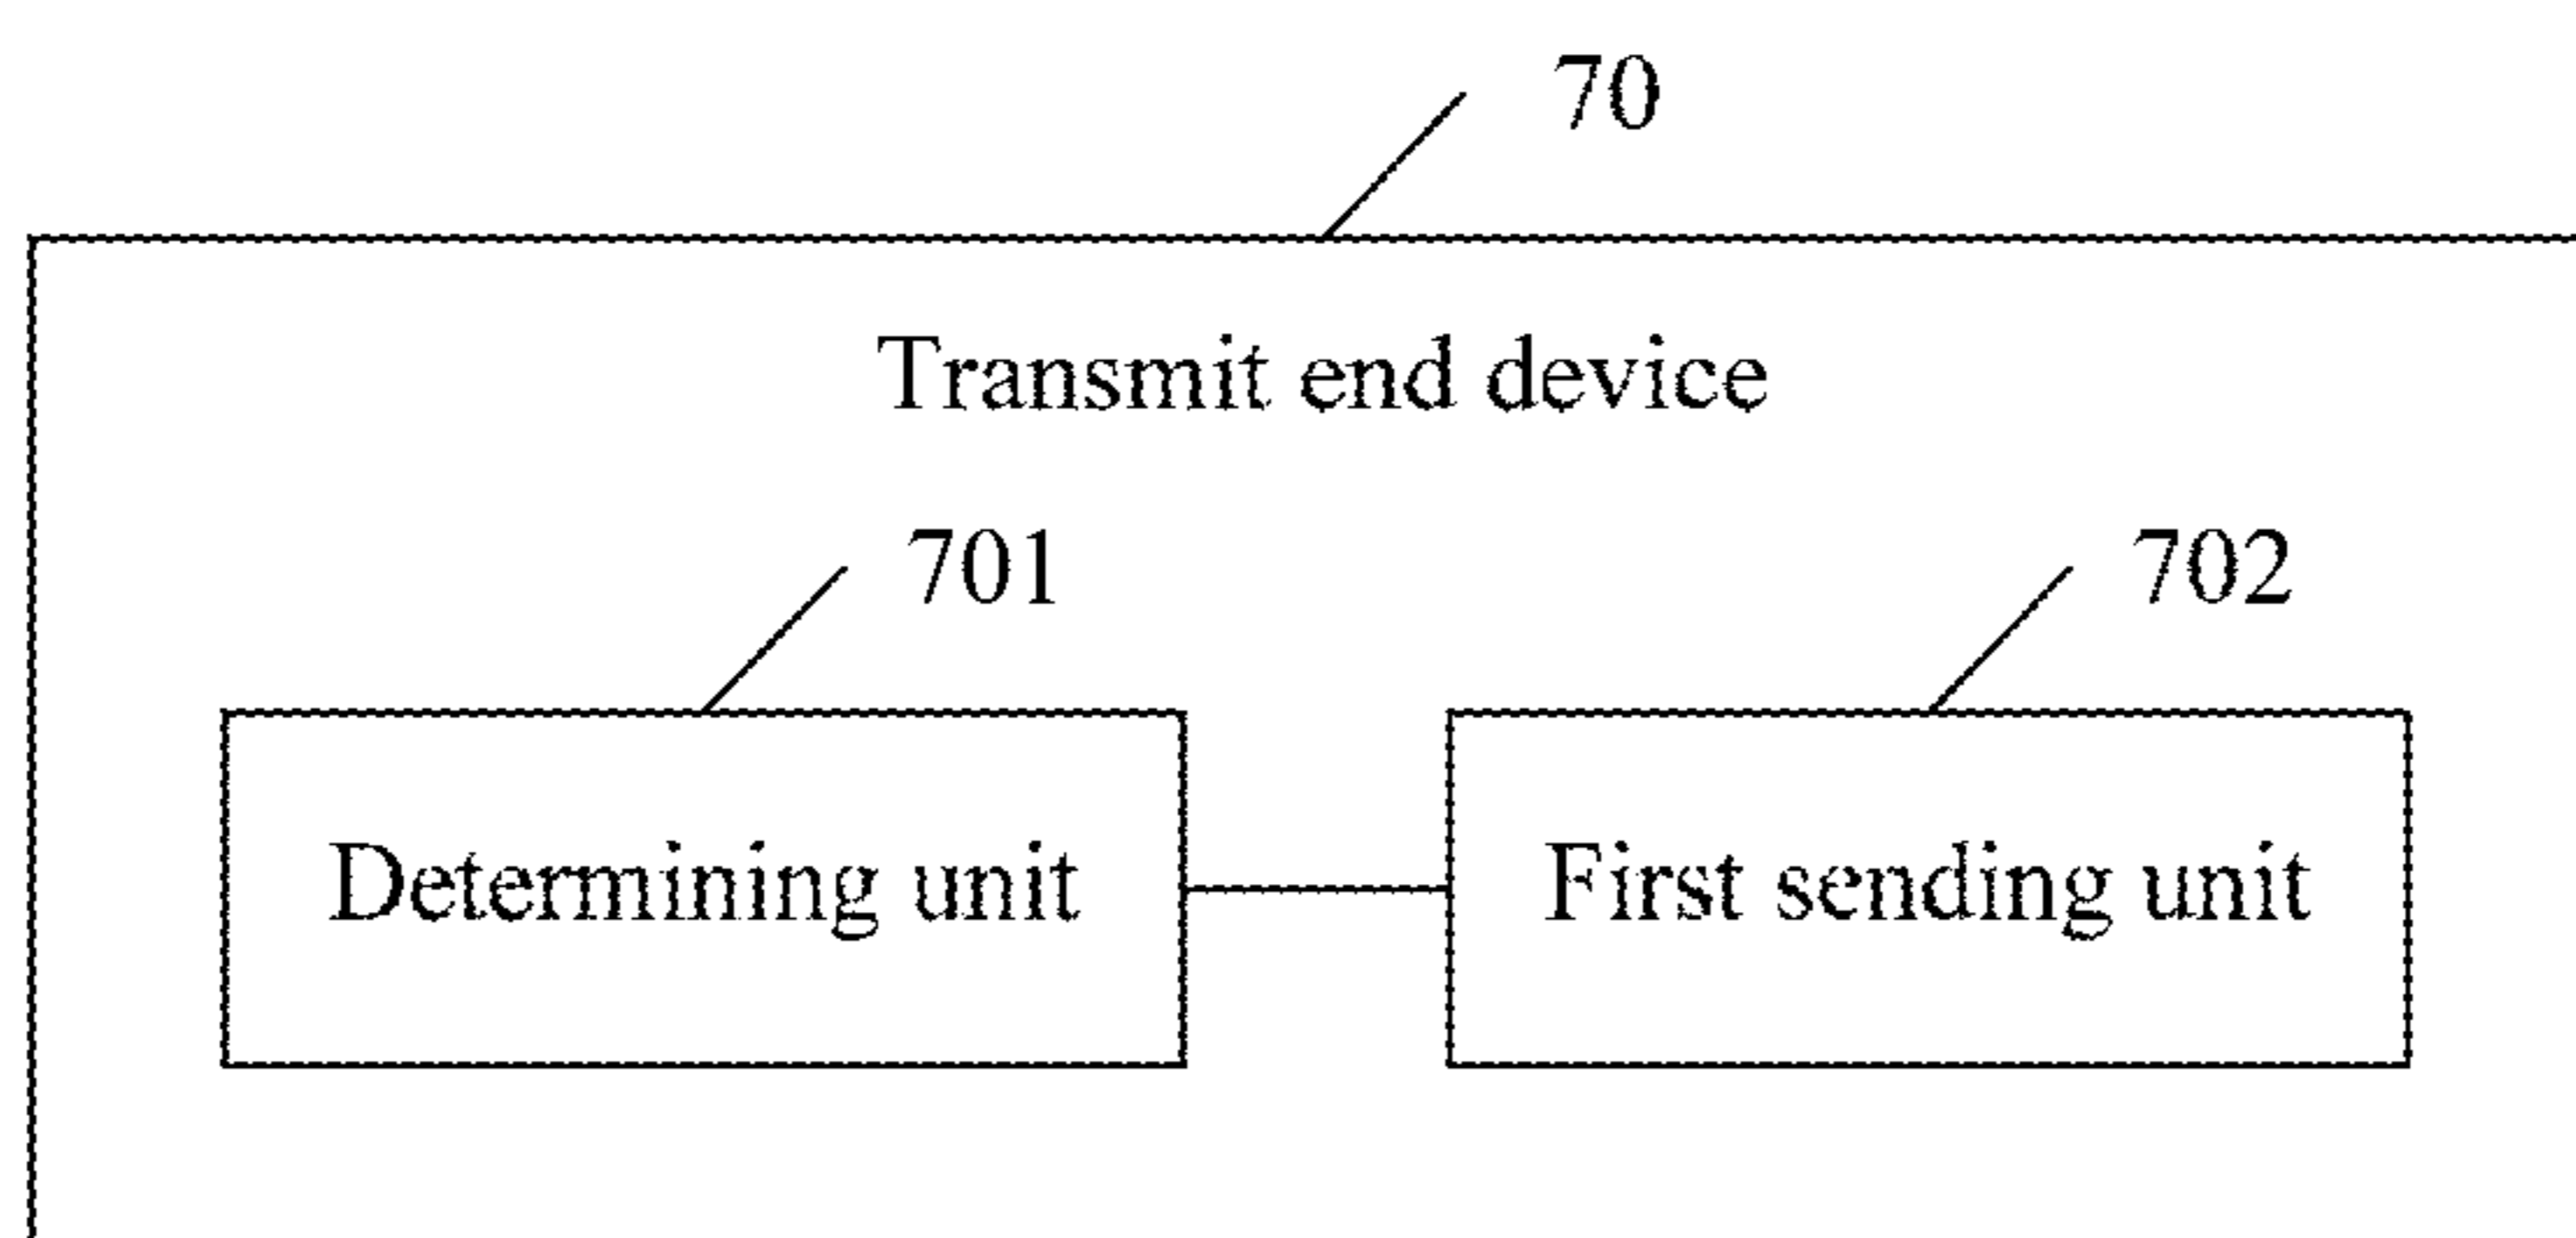 70
Transmit end device
701
702
Determining unit
First sending unit